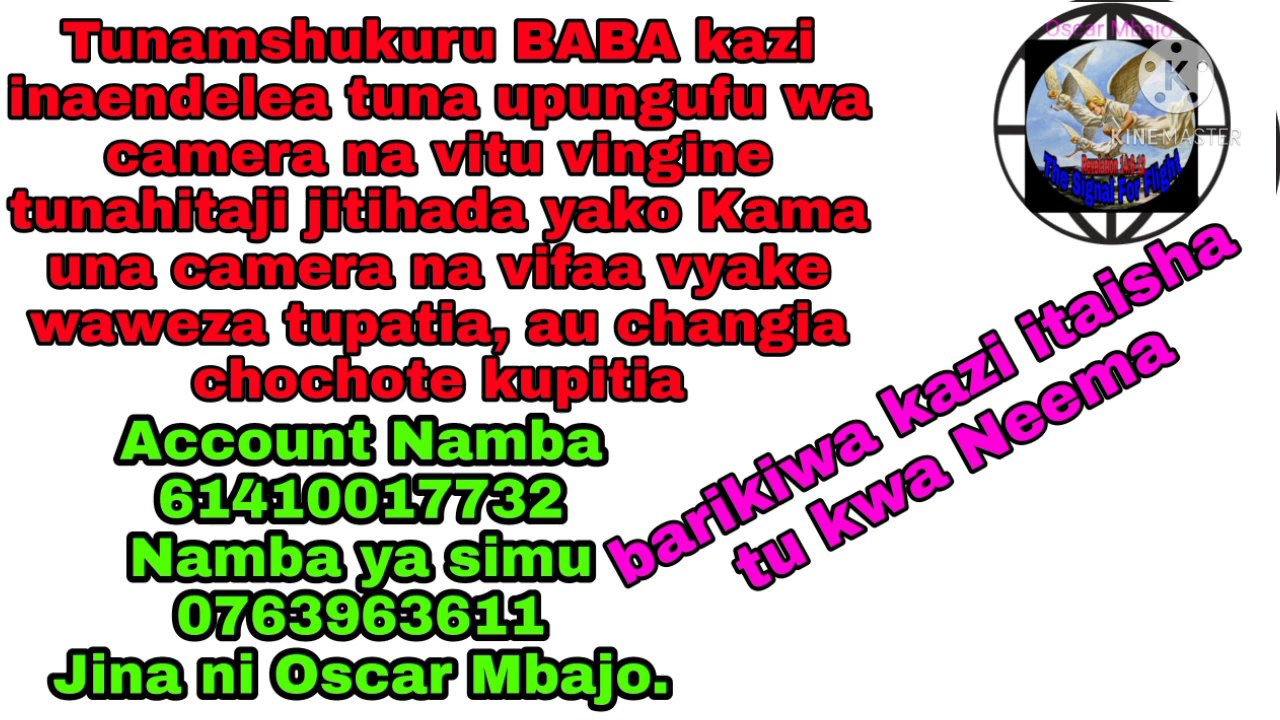 Tunamshukuru BABA kazi
inaendelea tuna upungufu wa
camera na vitu vingine
tunahitaji jitihada yako Kama
una camera na vifaa vyake
waweza tupatia, au changia
chochote kupitia
Account Namba
61410017732
Namba ya simu
0763963611
Jina ni Oscar Mbajo.
barikiwa kazi itaisha
tu kwa Neema
Oscar Mbajo
K
KINEMASTER
The Signal For Flight